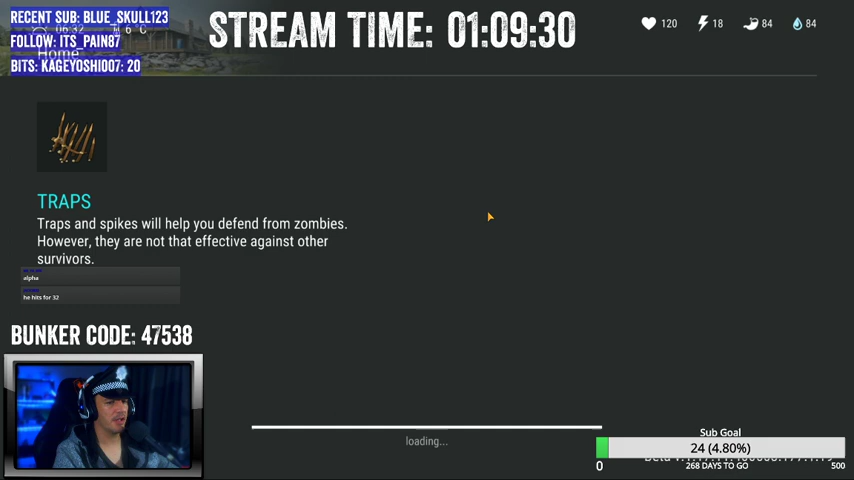 RECENT SUB: BLUE_SKULL123
FOLLOW: ITS_PAIN87
Home
BITS: KAGEYOSHI007: 20
STREAM TIME: 01:09:30
120
18
84
84
TRAPS
Traps and spikes will help you defend from zombies.
However, they are not that effective against other
survivors.
alpha
he hits for 32
BUNKER CODE: 47538
loading...
Sub Goal
24 (4.80%)
0
268 DAYS TO GO
500